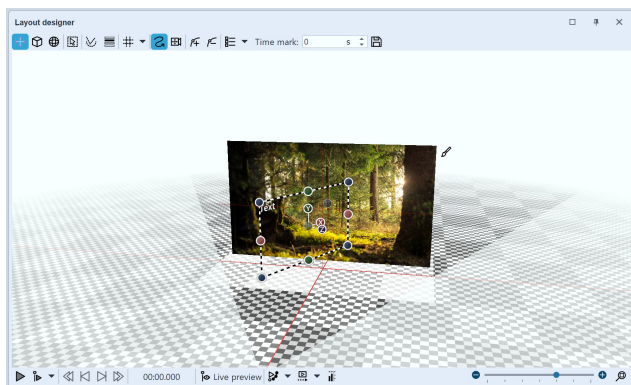 Layout designer
Time mark: 0 s
Text
Y
X
Z
00:00.000 Live preview